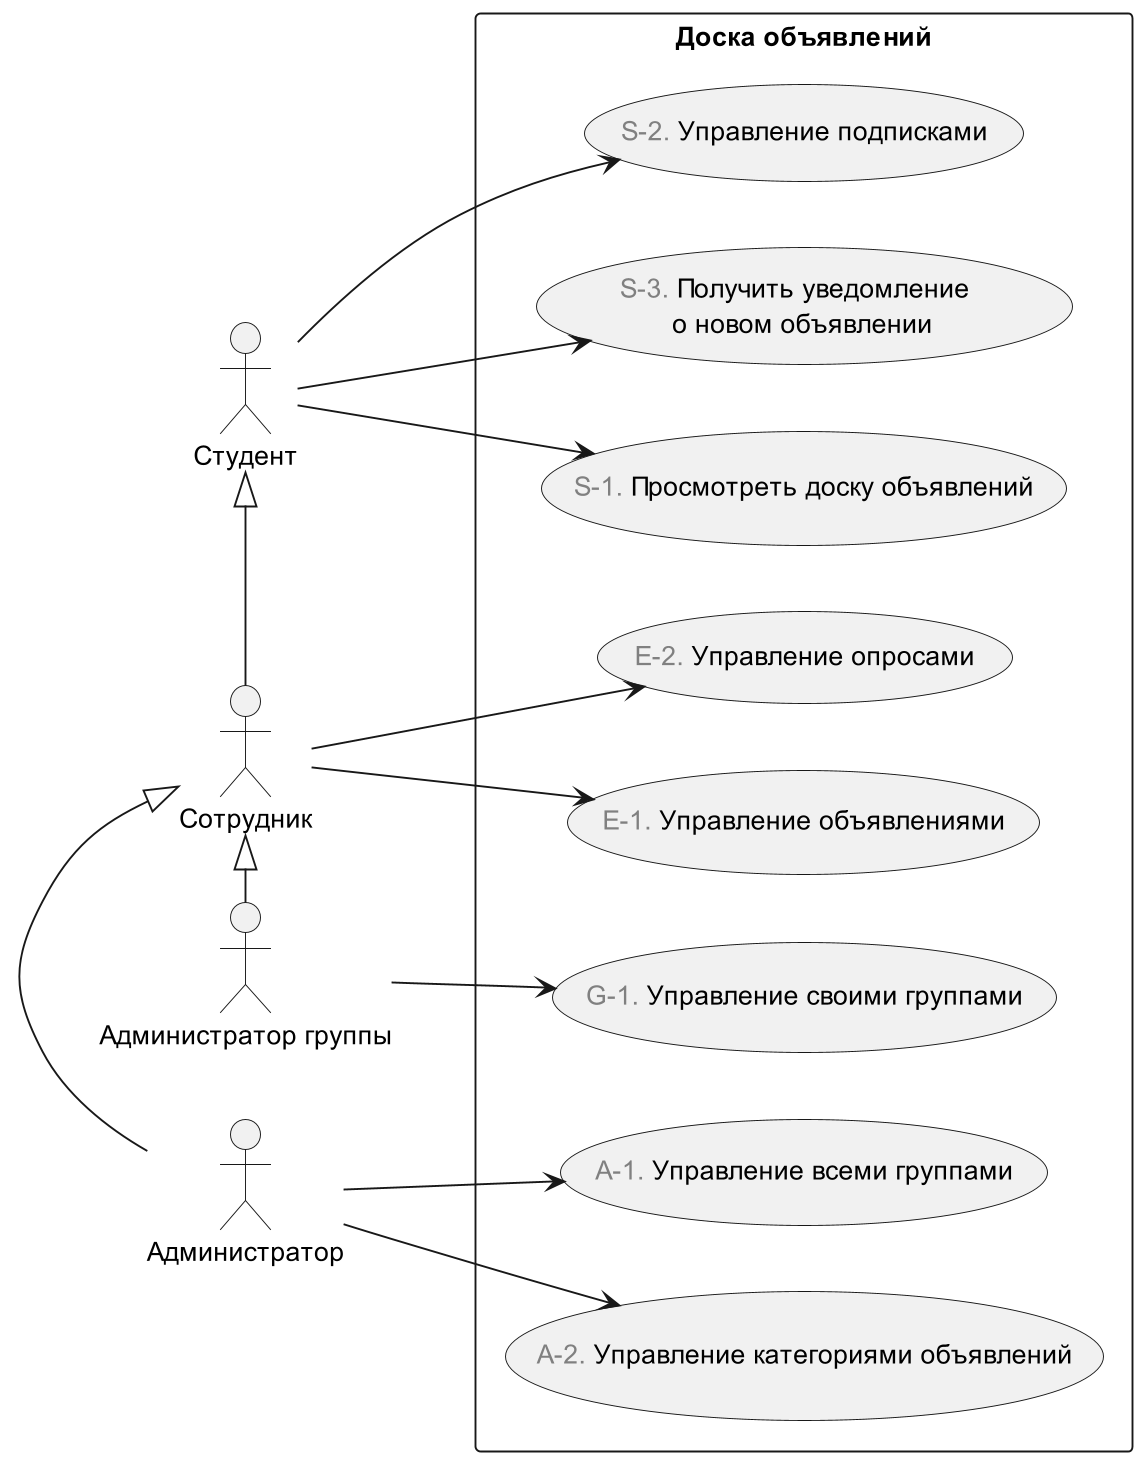 Доска объявлений
S-2. Управление подписками
S-3. Получить уведомление
о новом объявлении
Студент
S-1. Просмотреть доску объявлений
E-2. Управление опросами
Сотрудник
E-1. Управление объявлениями
G-1. Управление своими группами
Администратор группы
A-1. Управление всеми группами
Администратор
A-2. Управление категориями объявлений